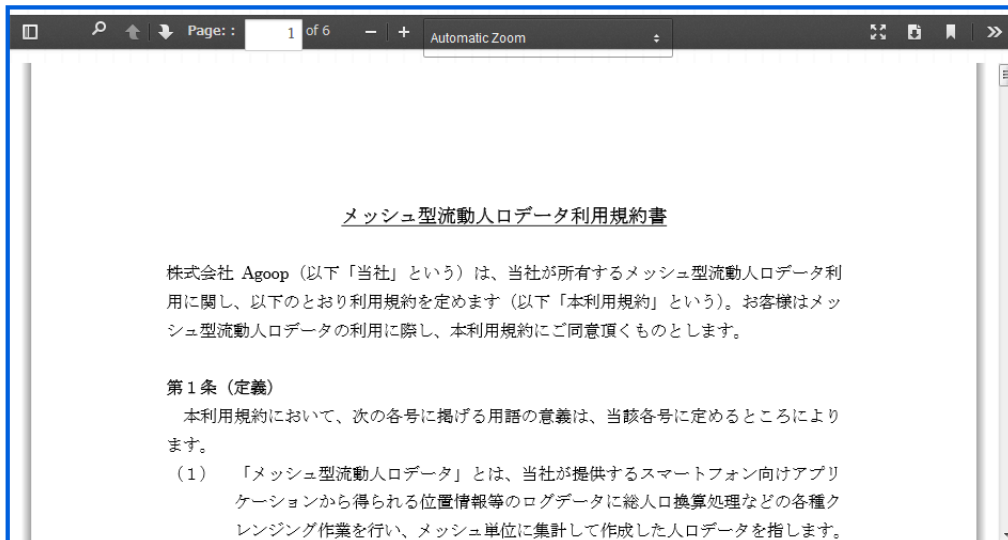 Page: : 1 of 6 Automatic Zoom
メッシュ型流動人口データ利用規約書
株式会社 Agoop（以下「当社」という）は、当社が所有するメッシュ型流動人口データ利
用に関し、以下のとおり利用規約を定めます（以下「本利用規約」という）。お客様はメッ
シュ型流動人口データの利用に際し、本利用規約にご同意頂くものとします。
第１条（定義）
本利用規約において、次の各号に掲げる用語の意義は、当該各号に定めるところにより
ます。
（１） 「メッシュ型流動人口データ」とは、当社が提供するスマートフォン向けアプリ
ケーションから得られる位置情報等のログデータに総人口換算処理などの各種ク
レンジング作業を行い、メッシュ単位に集計して作成した人口データを指します。